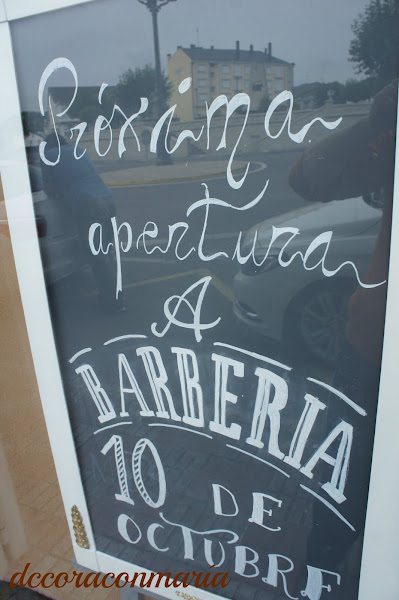 Próxima
apertura
A
BARBERIA
10 DE
OCTUBRE
decoraconmaria